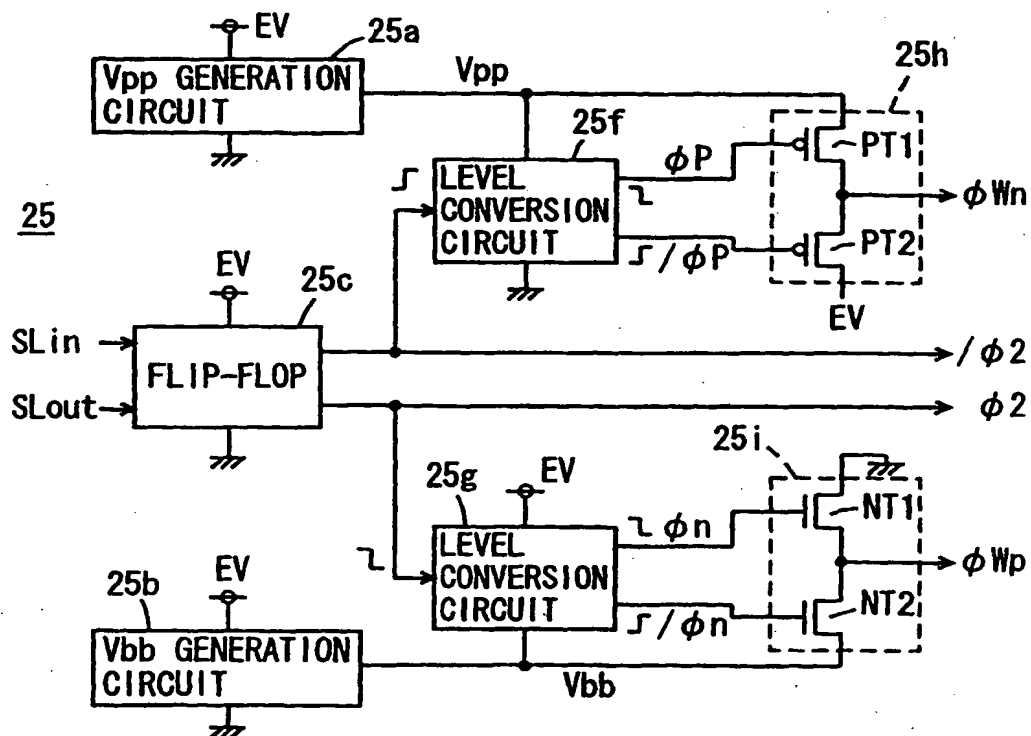 EV
25a
Vpp GENERATION
CIRCUIT
Vpp
25h
25f
φP
PT1
LEVEL
CONVERSION
CIRCUIT
φWn
25
/φP
PT2
EV
25c
EV
SLin
/φ2
FLIP-FLOP
SLout
φ2
25i
25g
EV
φn
NT1
LEVEL
CONVERSION
CIRCUIT
φWp
25b
EV
/φn
NT2
Vbb GENERATION
CIRCUIT
Vbb